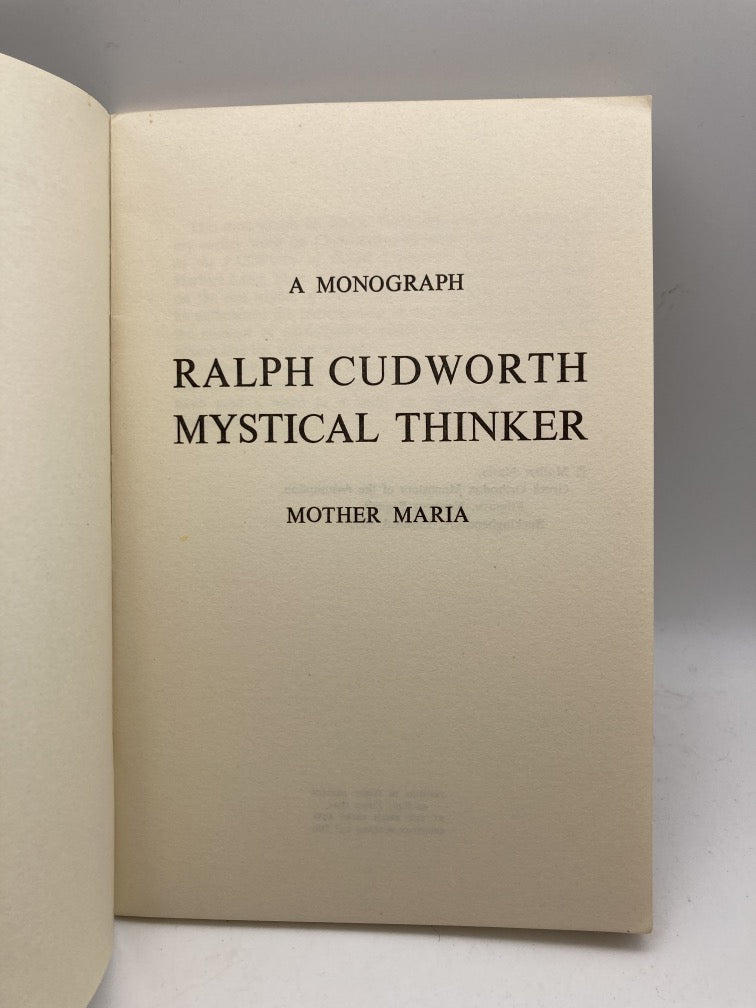 A MONOGRAPH
RALPH CUDWORTH
MYSTICAL THINKER
MOTHER MARIA